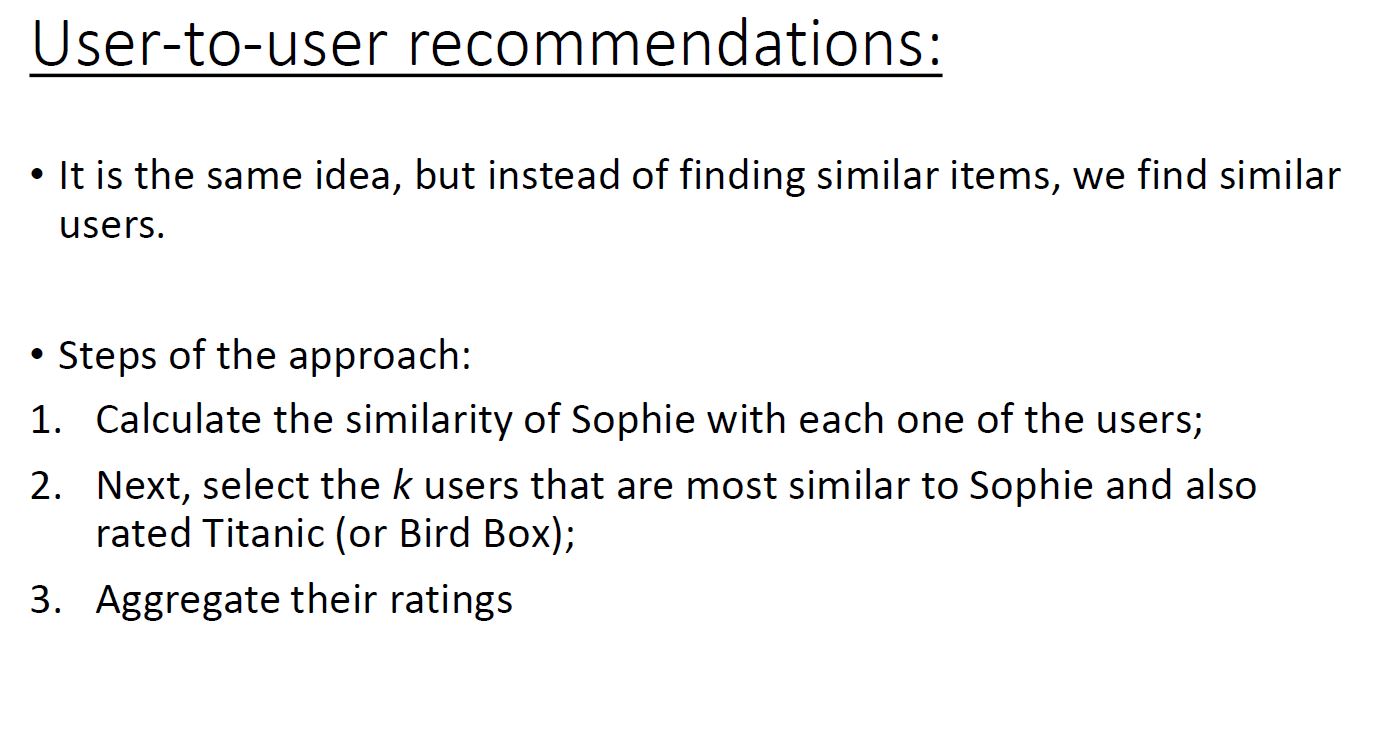 User-to-user recommendations:
• It is the same idea, but instead of finding similar items, we find similar
users.
• Steps of the approach:
1. Calculate the similarity of Sophie with each one of the users;
2. Next, select the k users that are most similar to Sophie and also
rated Titanic (or Bird Box);
3. Aggregate their ratings